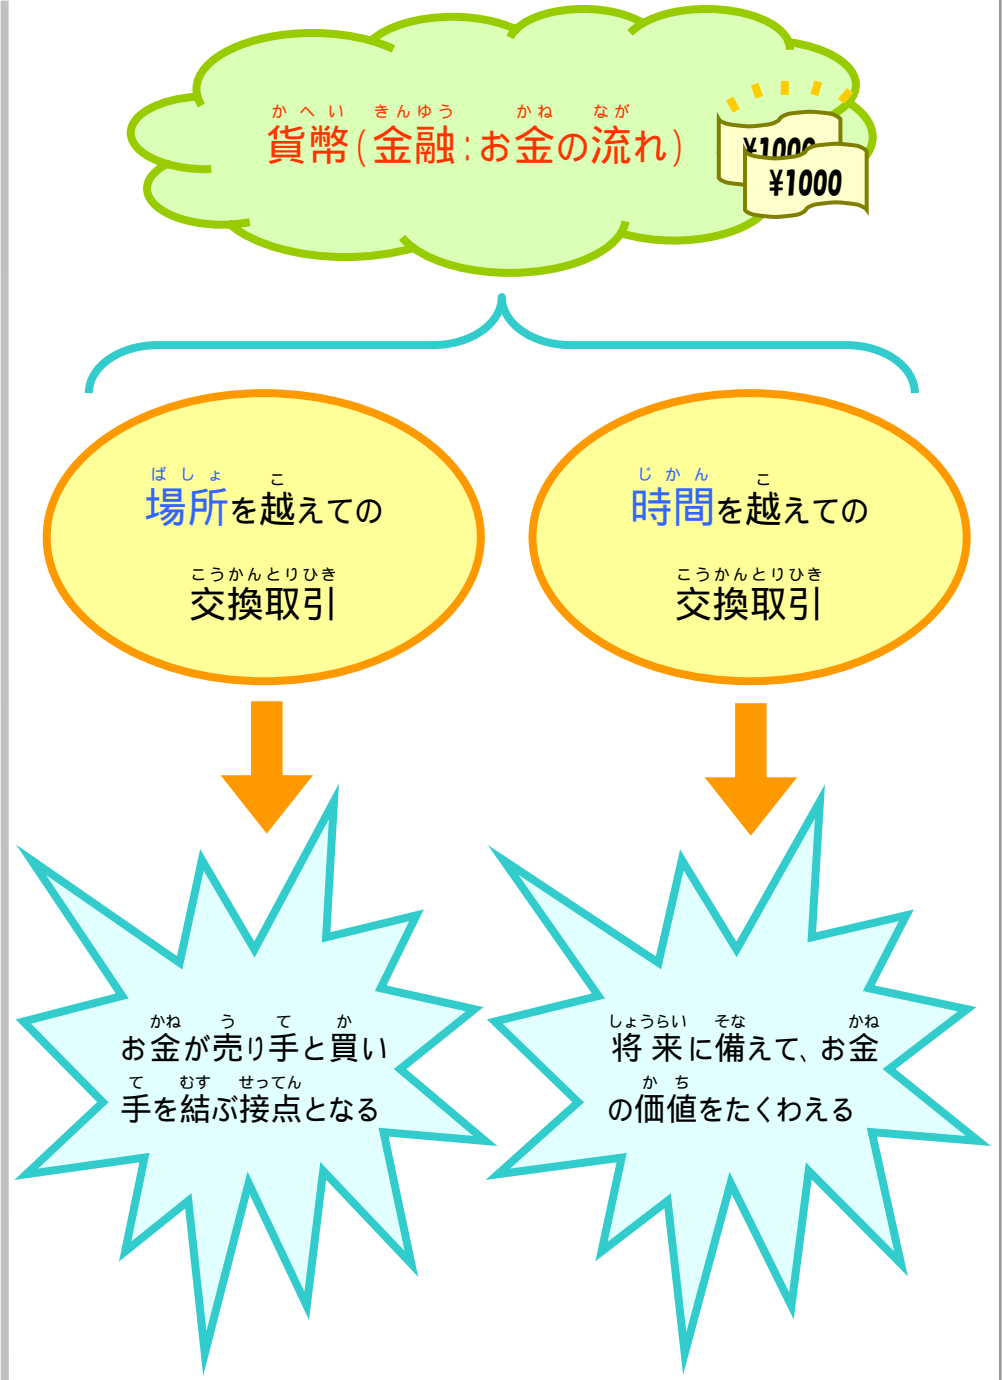 かへい きんゆう かね なが
貨幣(金融:お金の流れ)
¥1000
¥1000
ばしょ こ
場所を越えての
こうかんとりひき
交換取引
じかん こ
時間を越えての
こうかんとりひき
交換取引
かね う て か
お金が売り手と買い
て むす せってん
手を結ぶ接点となる
しょうらい そな かね
将来に備えて、お金
かち
の価値をたくわえる